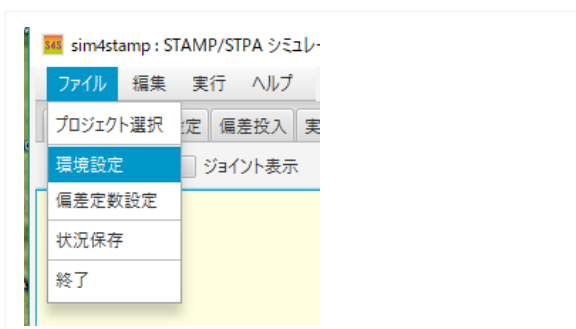 S4S sim4stamp : STAMP/STPA シミュレ
ファイル 編集 実行 ヘルプ
プロジェクト選択 定 偏差投入 実
環境設定 ジョイント表示
偏差定数設定
状況保存
終了